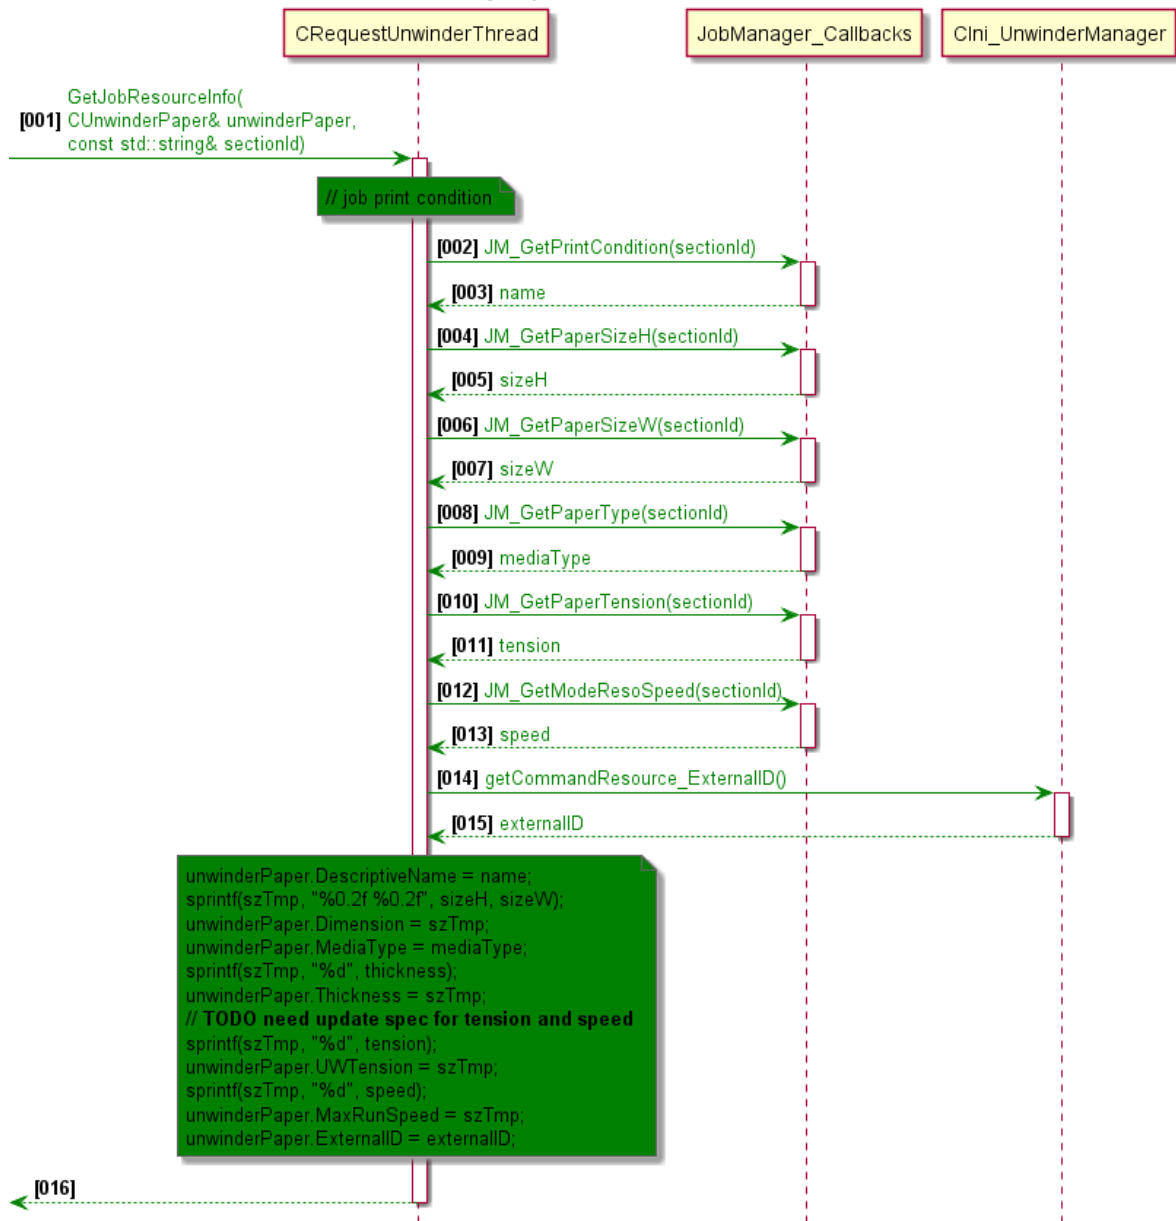 CRequestUnwinderThread
JobManager_Callbacks
CIni_UnwinderManager
GetJobResourceInfo(
[001] CUnwinderPaper& unwinderPaper,
const std::string& sectionId)
// job print condition
[002] JM_GetPrintCondition(sectionId)
[003] name
[004] JM_GetPaperSizeH(sectionId)
[005] sizeH
[006] JM_GetPaperSizeW(sectionId)
[007] sizeW
[008] JM_GetPaperType(sectionId)
[009] mediaType
[010] JM_GetPaperTension(sectionId)
[011] tension
[012] JM_GetModeResoSpeed(sectionId)
[013] speed
[014] getCommandResource_ExternalID()
[015] externalID
unwinderPaper.DescriptiveName = name;
sprintf(szTmp, "%0.2f %0.2f", sizeH, sizeW);
unwinderPaper.Dimension = szTmp;
unwinderPaper.MediaType = mediaType;
sprintf(szTmp, "%d", thickness);
unwinderPaper.Thickness = szTmp;
// TODO need update spec for tension and speed
sprintf(szTmp, "%d", tension);
unwinderPaper.UWTension = szTmp;
sprintf(szTmp, "%d", speed);
unwinderPaper.MaxRunSpeed = szTmp;
unwinderPaper.ExternalID = externalID;
[016]